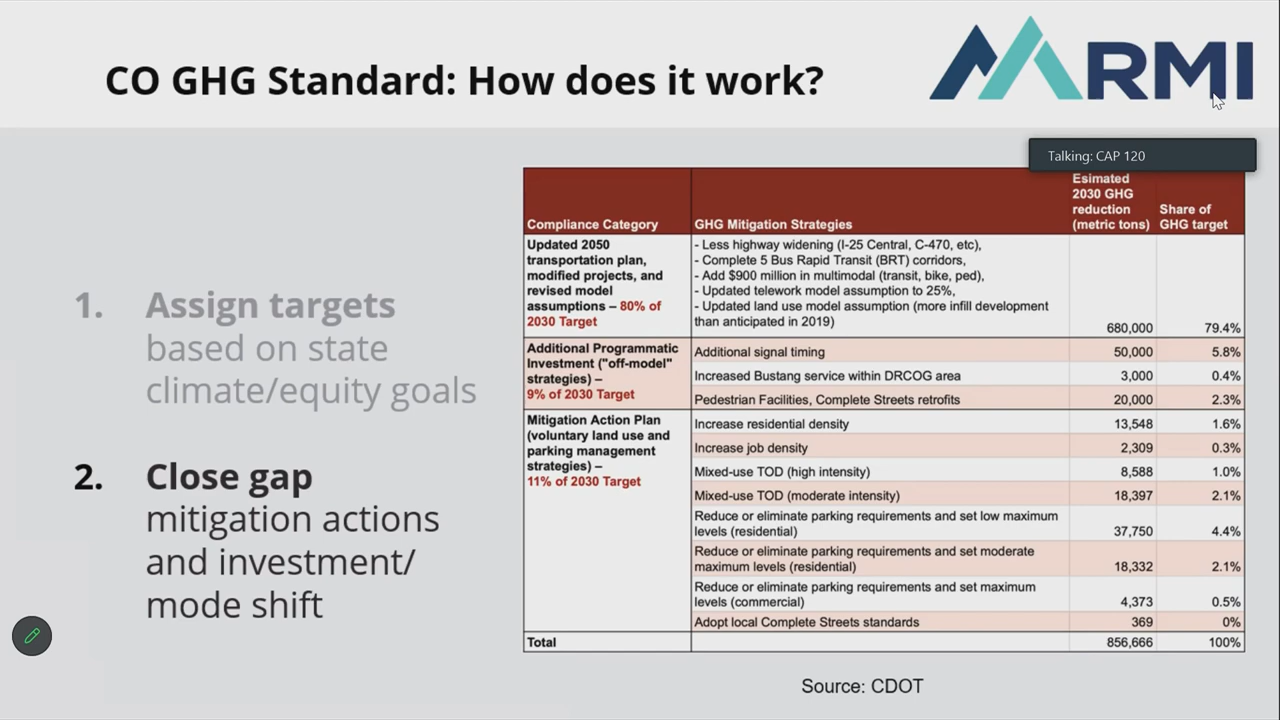 CO GHG Standard: How does it work?
RMI
Talking: CAP 120
1. Assign targets
based on state
climate/equity goals
2. Close gap
mitigation actions
and investment/
mode shift
Compliance Category
GHG Mitigation Strategies
Esimated
2030 GHG
reduction
(metric tons)
Share of
GHG target
Updated 2050
transportation plan,
modified projects, and
revised model
assumptions – 80% of
2030 Target
- Less highway widening (I-25 Central, C-470, etc),
- Complete 5 Bus Rapid Transit (BRT) corridors,
- Add $900 million in multimodal (transit, bike, ped),
- Updated telework model assumption to 25%,
- Updated land use model assumption (more infill development
than anticipated in 2019)
680,000 79.4%
Additional Programmatic
Investment ("off-model"
strategies) –
9% of 2030 Target
Additional signal timing 50,000 5.8%
Increased Bustang service within DRCOG area 3,000 0.4%
Pedestrian Facilities, Complete Streets retrofits 20,000 2.3%
Mitigation Action Plan
(voluntary land use and
parking management
strategies) –
11% of 2030 Target
Increase residential density 13,548 1.6%
Increase job density 2,309 0.3%
Mixed-use TOD (high intensity) 8,588 1.0%
Mixed-use TOD (moderate intensity) 18,397 2.1%
Reduce or eliminate parking requirements and set low maximum
levels (residential) 37,750 4.4%
Reduce or eliminate parking requirements and set moderate
maximum levels (residential) 18,332 2.1%
Reduce or eliminate parking requirements and set maximum
levels (commercial) 4,373 0.5%
Adopt local Complete Streets standards 369 0%
Total 856,666 100%
Source: CDOT